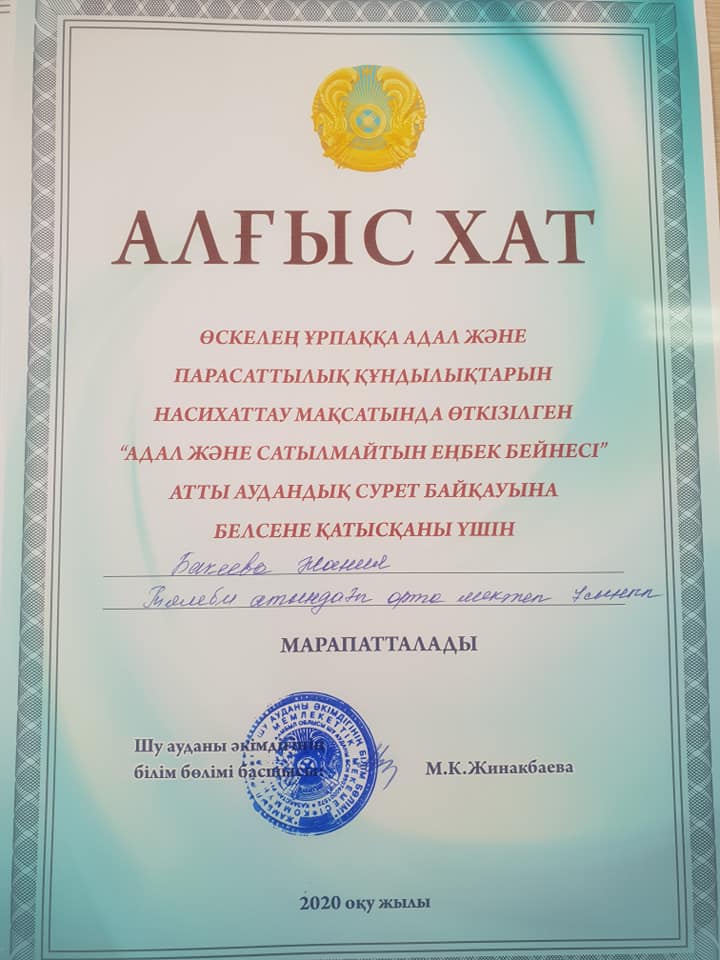 АЛҒЫС ХАТ
ӨСКЕЛЕҢ ҰРПАҚҚА АДАЛ ЖӘНЕ
ПАРАСАТТЫЛЫҚ ҚҰНДЫЛЫҚТАРЫН
НАСИХАТТАУ МАҚСАТЫНДА ӨТКІЗІЛГЕН
“АДАЛ ЖӘНЕ САТЫЛМАЙТЫН ЕҢБЕК БЕЙНЕСІ”
АТТЫ АУДАНДЫҚ СУРЕТ БАЙҚАУЫНА
БЕЛСЕНЕ ҚАТЫСҚАНЫ ҮШІН
Бакеева Жания
атындағы орта мектеп
МАРАПАТТАЛАДЫ
Шу ауданы әкімдігінің
білім бөлімі басшысы:
М.К.Жинакбаева
2020 оқу жылы